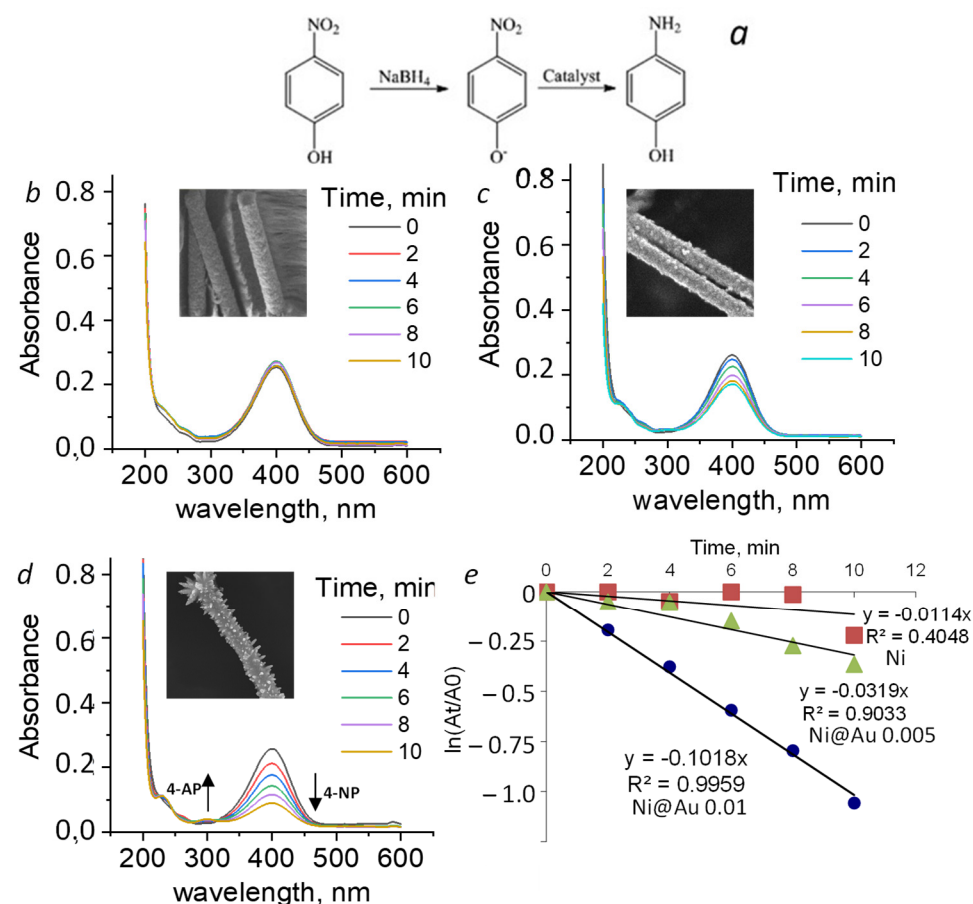 NO₂ NO₂ NH₂ a
NaBH₄ Catalyst
OH O⁻ OH
b
Time, min
0
2
4
6
8
10
0.8
0.6
0.4
0.2
0.0
Absorbance
200 300 400 500 600
wavelength, nm
c
Time, min
0
2
4
6
8
10
0.8
0.6
0.4
0.2
0.0
Absorbance
200 300 400 500 600
wavelength, nm
d
Time, min
0
2
4
6
8
10
0.8
0.6
0.4
0.2
0,0
Absorbance
4-AP
4-NP
200 300 400 500 600
wavelength, nm
e
Time, min
0 2 4 6 8 10 12
0
−0.25
−0.5
−0.75
−1.0
ln(At/A0)
y = -0.0114x
R² = 0.4048
Ni
y = -0.0319x
R² = 0.9033
Ni@Au 0.005
y = -0.1018x
R² = 0.9959
Ni@Au 0.01